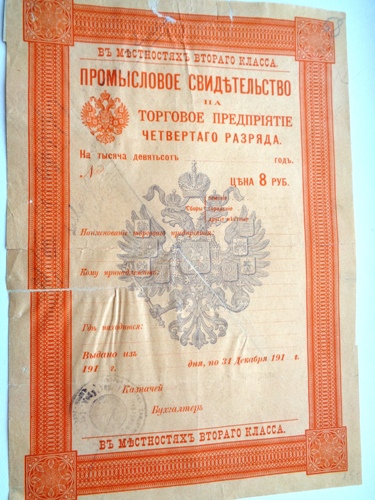 ВЪ МѢСТНОСТЯХЪ ВТОРАГО КЛАССА.
ПРОМЫСЛОВОЕ СВИДѢТЕЛЬСТВО
НА
ТОРГОВОЕ ПРЕДПРІЯТІЕ
ЧЕТВЕРТАГО РАЗРЯДА.
На тысяча девятьсотъ годъ.
№
ЦѢНА 8 РУБ.
Сборы
Наименованіе торговаго предпріятія:
Кому принадлежитъ:
Гдѣ находится:
Выдано изъ
191 г. дня, по 31 Декабря 191 г.
Казначей
Бухгалтеръ
ВЪ МѢСТНОСТЯХЪ ВТОРАГО КЛАССА.